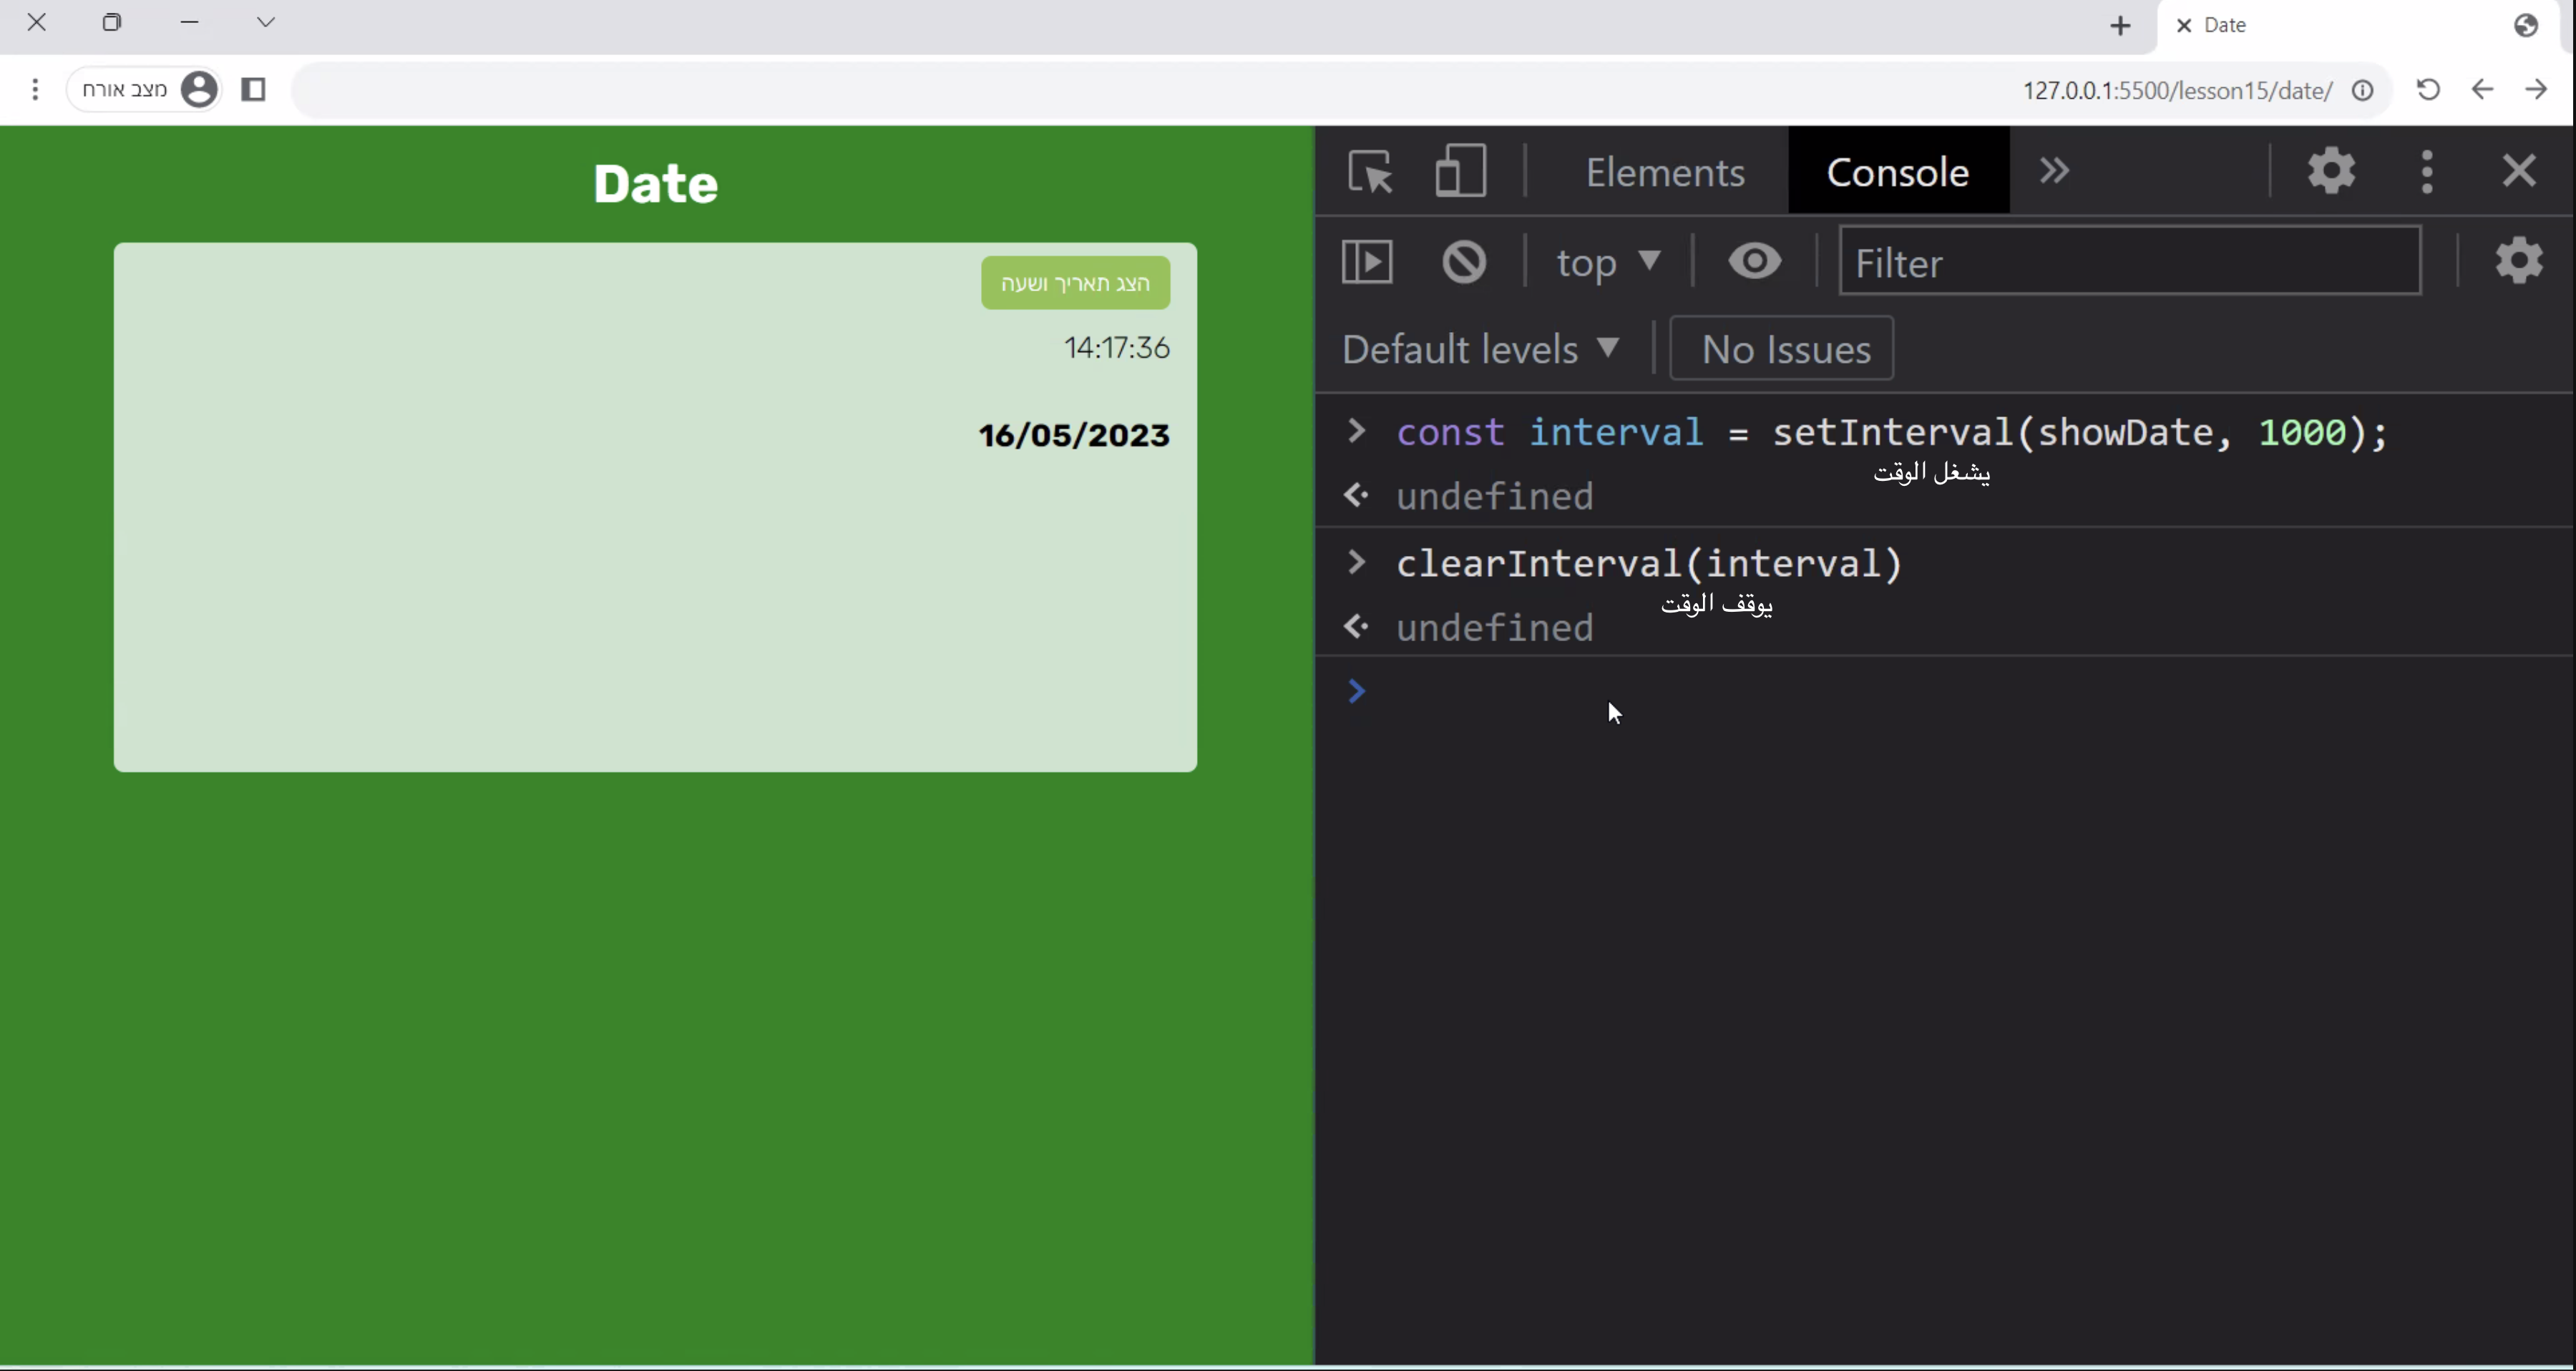 Date
127.0.0.1:5500/lesson15/date/
מצב אורח
Date
הצג תאריך ושעה
14:17:36
16/05/2023
Elements
Console
top
Filter
Default levels
No Issues
const interval = setInterval(showDate, 1000);
يشغل الوقت
undefined
clearInterval(interval)
يوقف الوقت
undefined